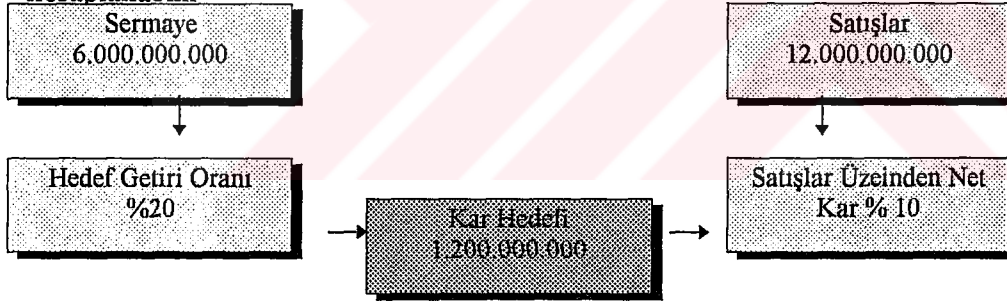 Sermaye
6.000.000.000
Satışlar
12.000.000.000
Hedef Getiri Oranı
%20
Kar Hedefi
1.200.000.000
Satışlar Üzeinden Net
Kar % 10